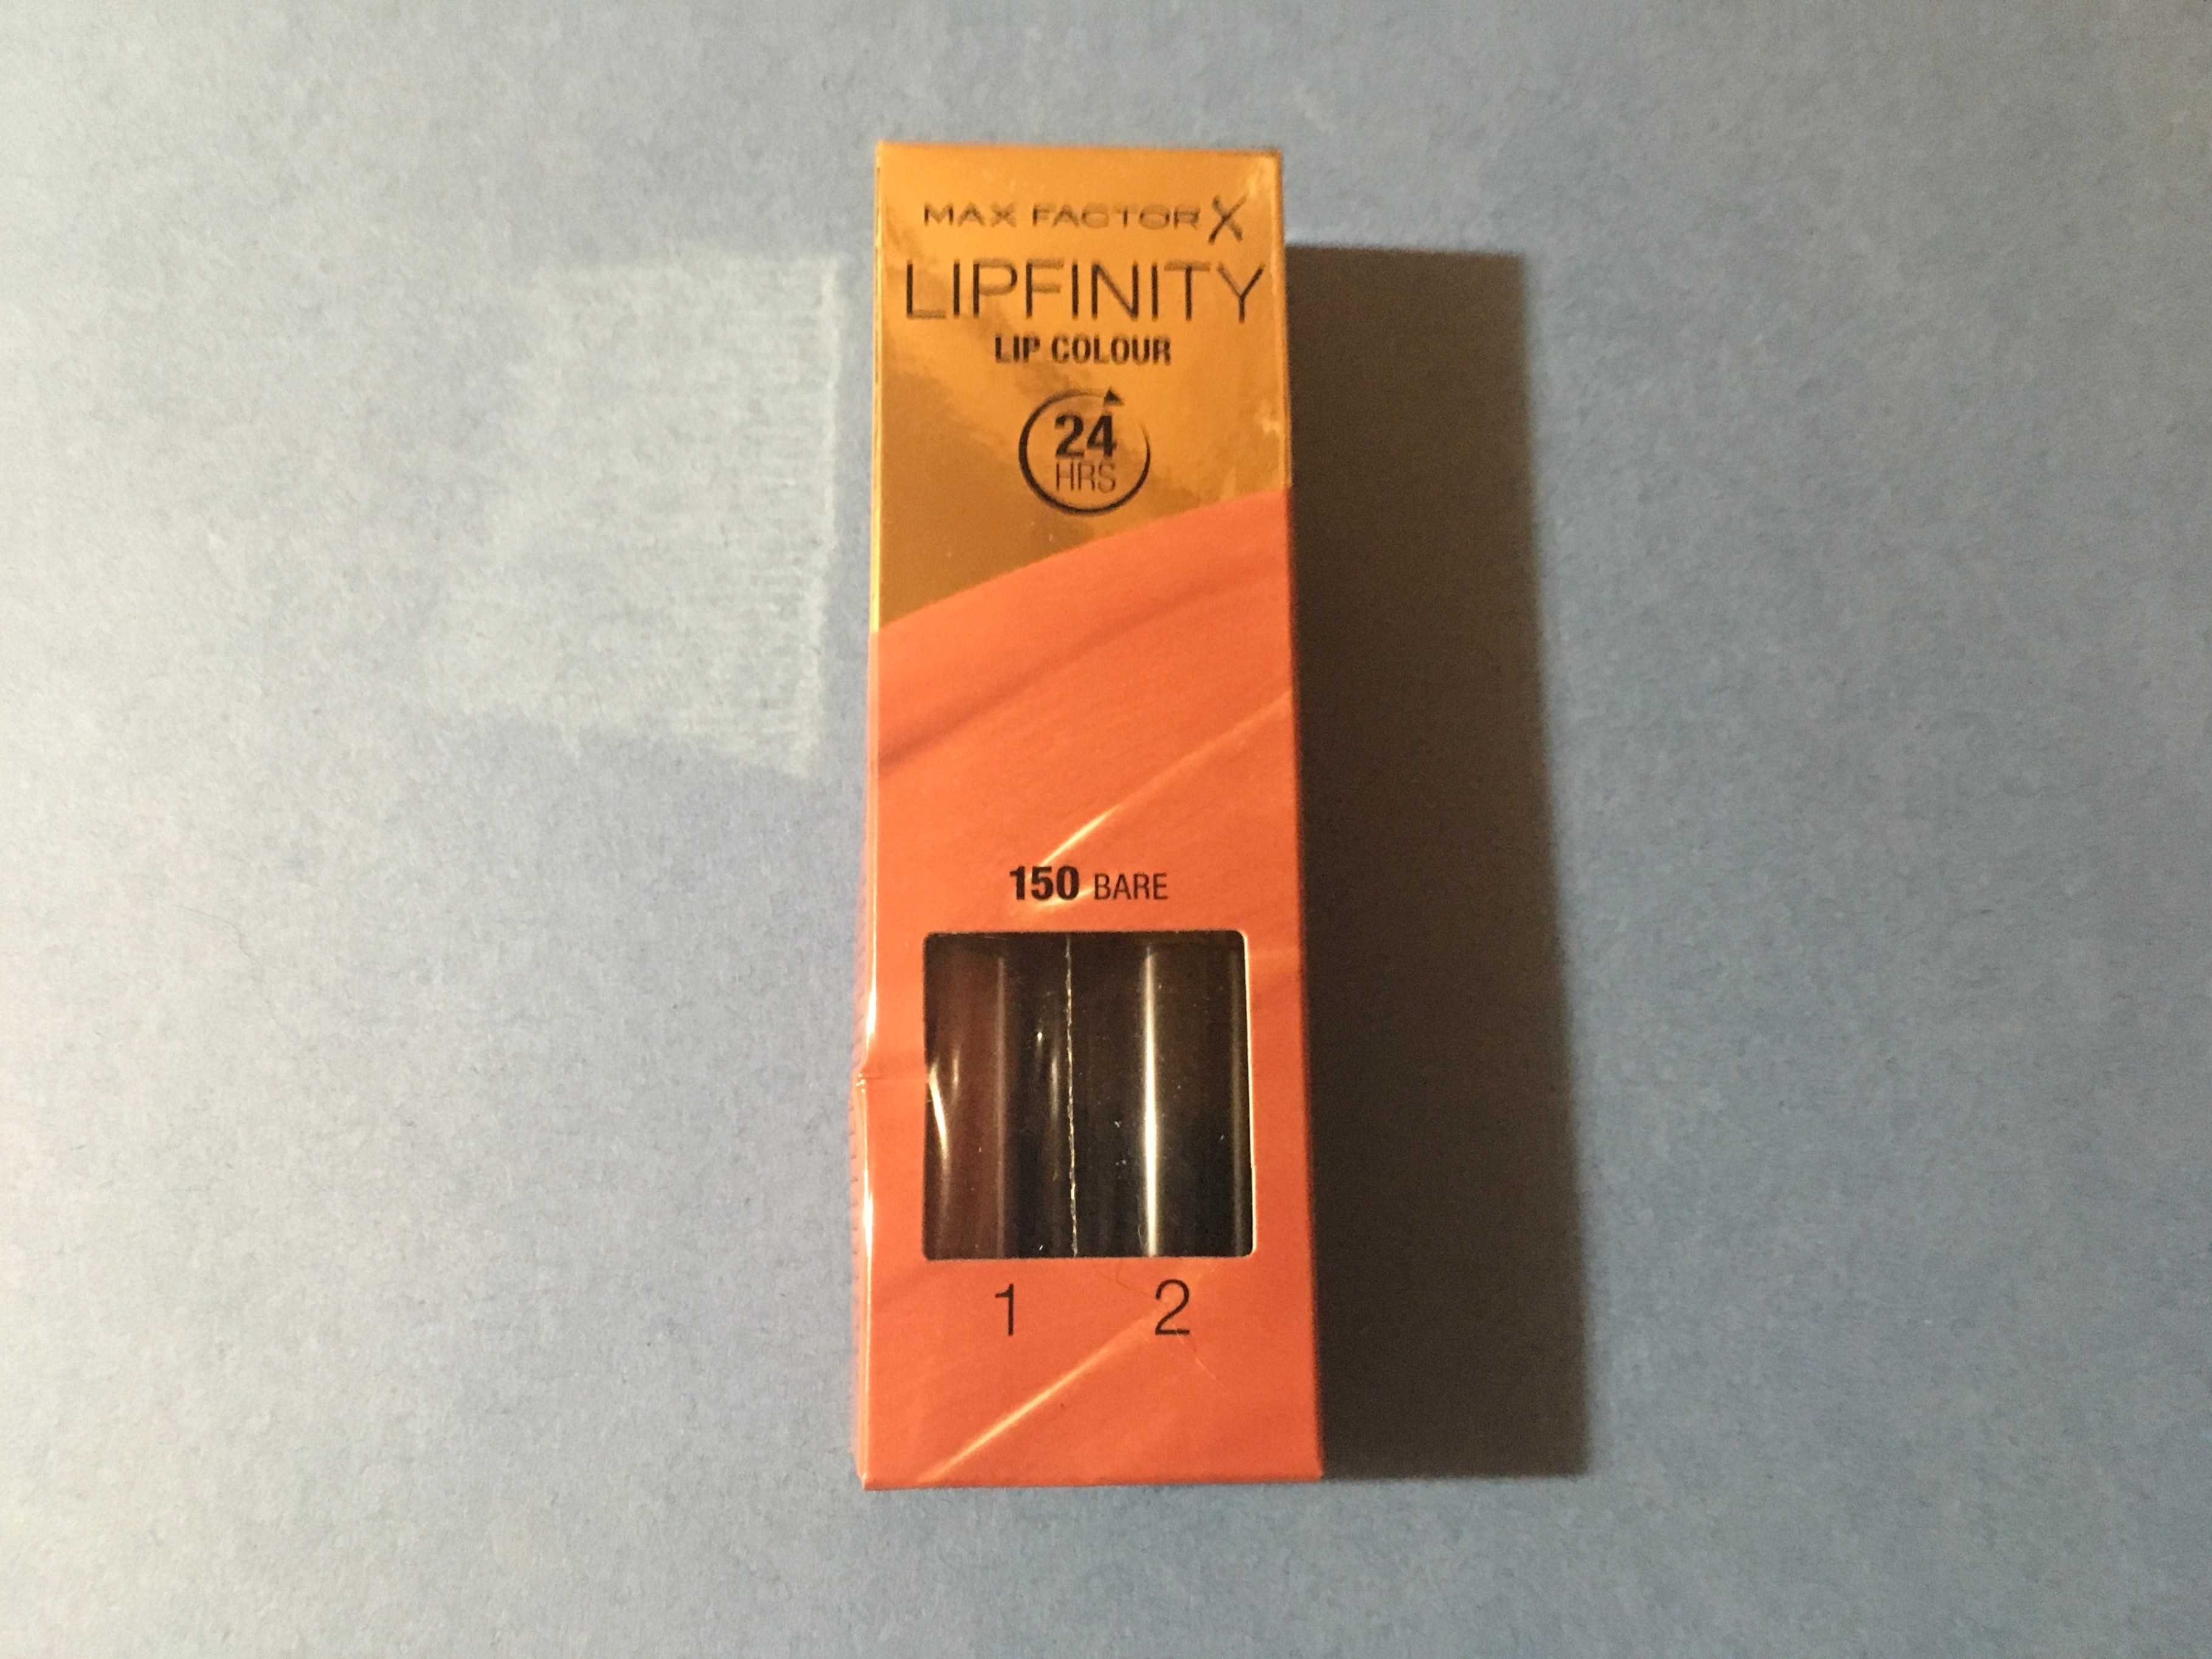 MAX FACTOR X
LIPFINITY
LIP COLOUR
24
HRS
150 BARE
1 2